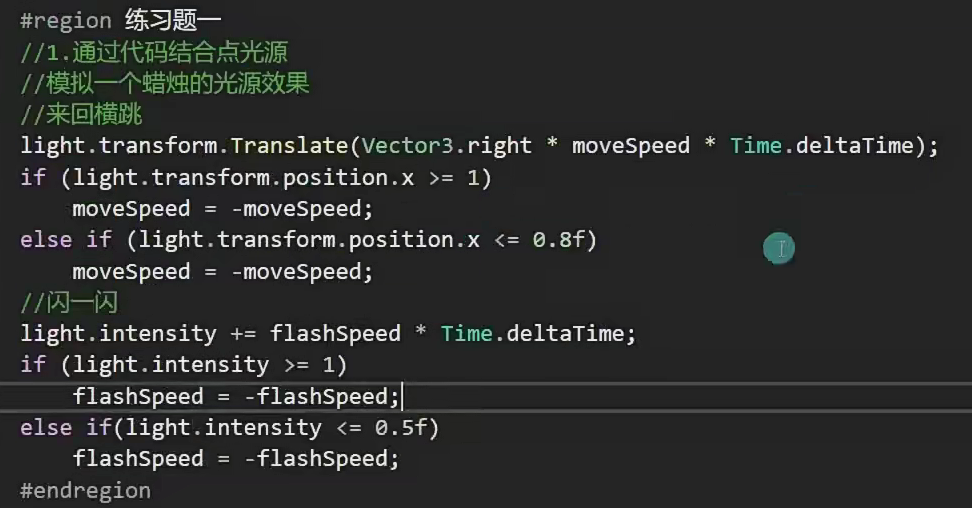 #region 练习题一
//1.通过代码结合点光源
//模拟一个蜡烛的光源效果
//来回横跳
light.transform.Translate(Vector3.right * moveSpeed * Time.deltaTime);
if (light.transform.position.x >= 1)
    moveSpeed = -moveSpeed;
else if (light.transform.position.x <= 0.8f)
    moveSpeed = -moveSpeed;
//闪一闪
light.intensity += flashSpeed * Time.deltaTime;
if (light.intensity >= 1)
    flashSpeed = -flashSpeed;
else if(light.intensity <= 0.5f)
    flashSpeed = -flashSpeed;
#endregion